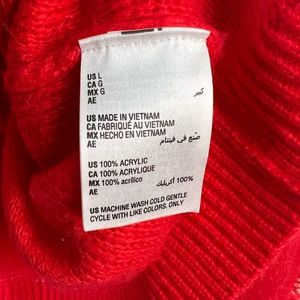 US L
CA G
MX G
AE كبير
US MADE IN VIETNAM
CA FABRIQUÉ AU VIETNAM
MX HECHO EN VIETNAM
AE صنع في فيتنام
US 100% ACRYLIC
CA 100% ACRYLIQUE
MX 100% acrílico
AE 100% أكريليك
US MACHINE WASH COLD GENTLE
CYCLE WITH LIKE COLORS. ONLY